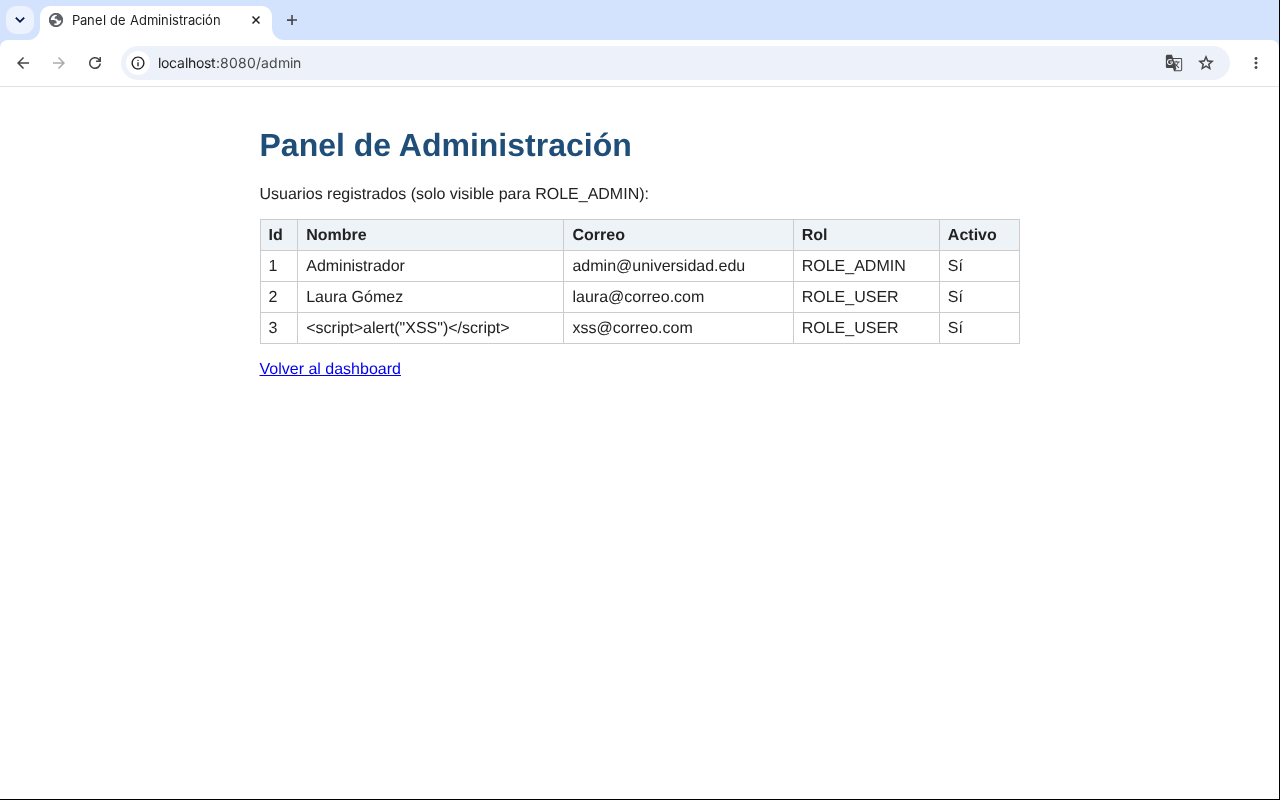 Panel de Administración
localhost:8080/admin
Panel de Administración
Usuarios registrados (solo visible para ROLE_ADMIN):
Id Nombre Correo Rol Activo
1 Administrador admin@universidad.edu ROLE_ADMIN Sí
2 Laura Gómez laura@correo.com ROLE_USER Sí
3 <script>alert("XSS")</script> xss@correo.com ROLE_USER Sí
Volver al dashboard